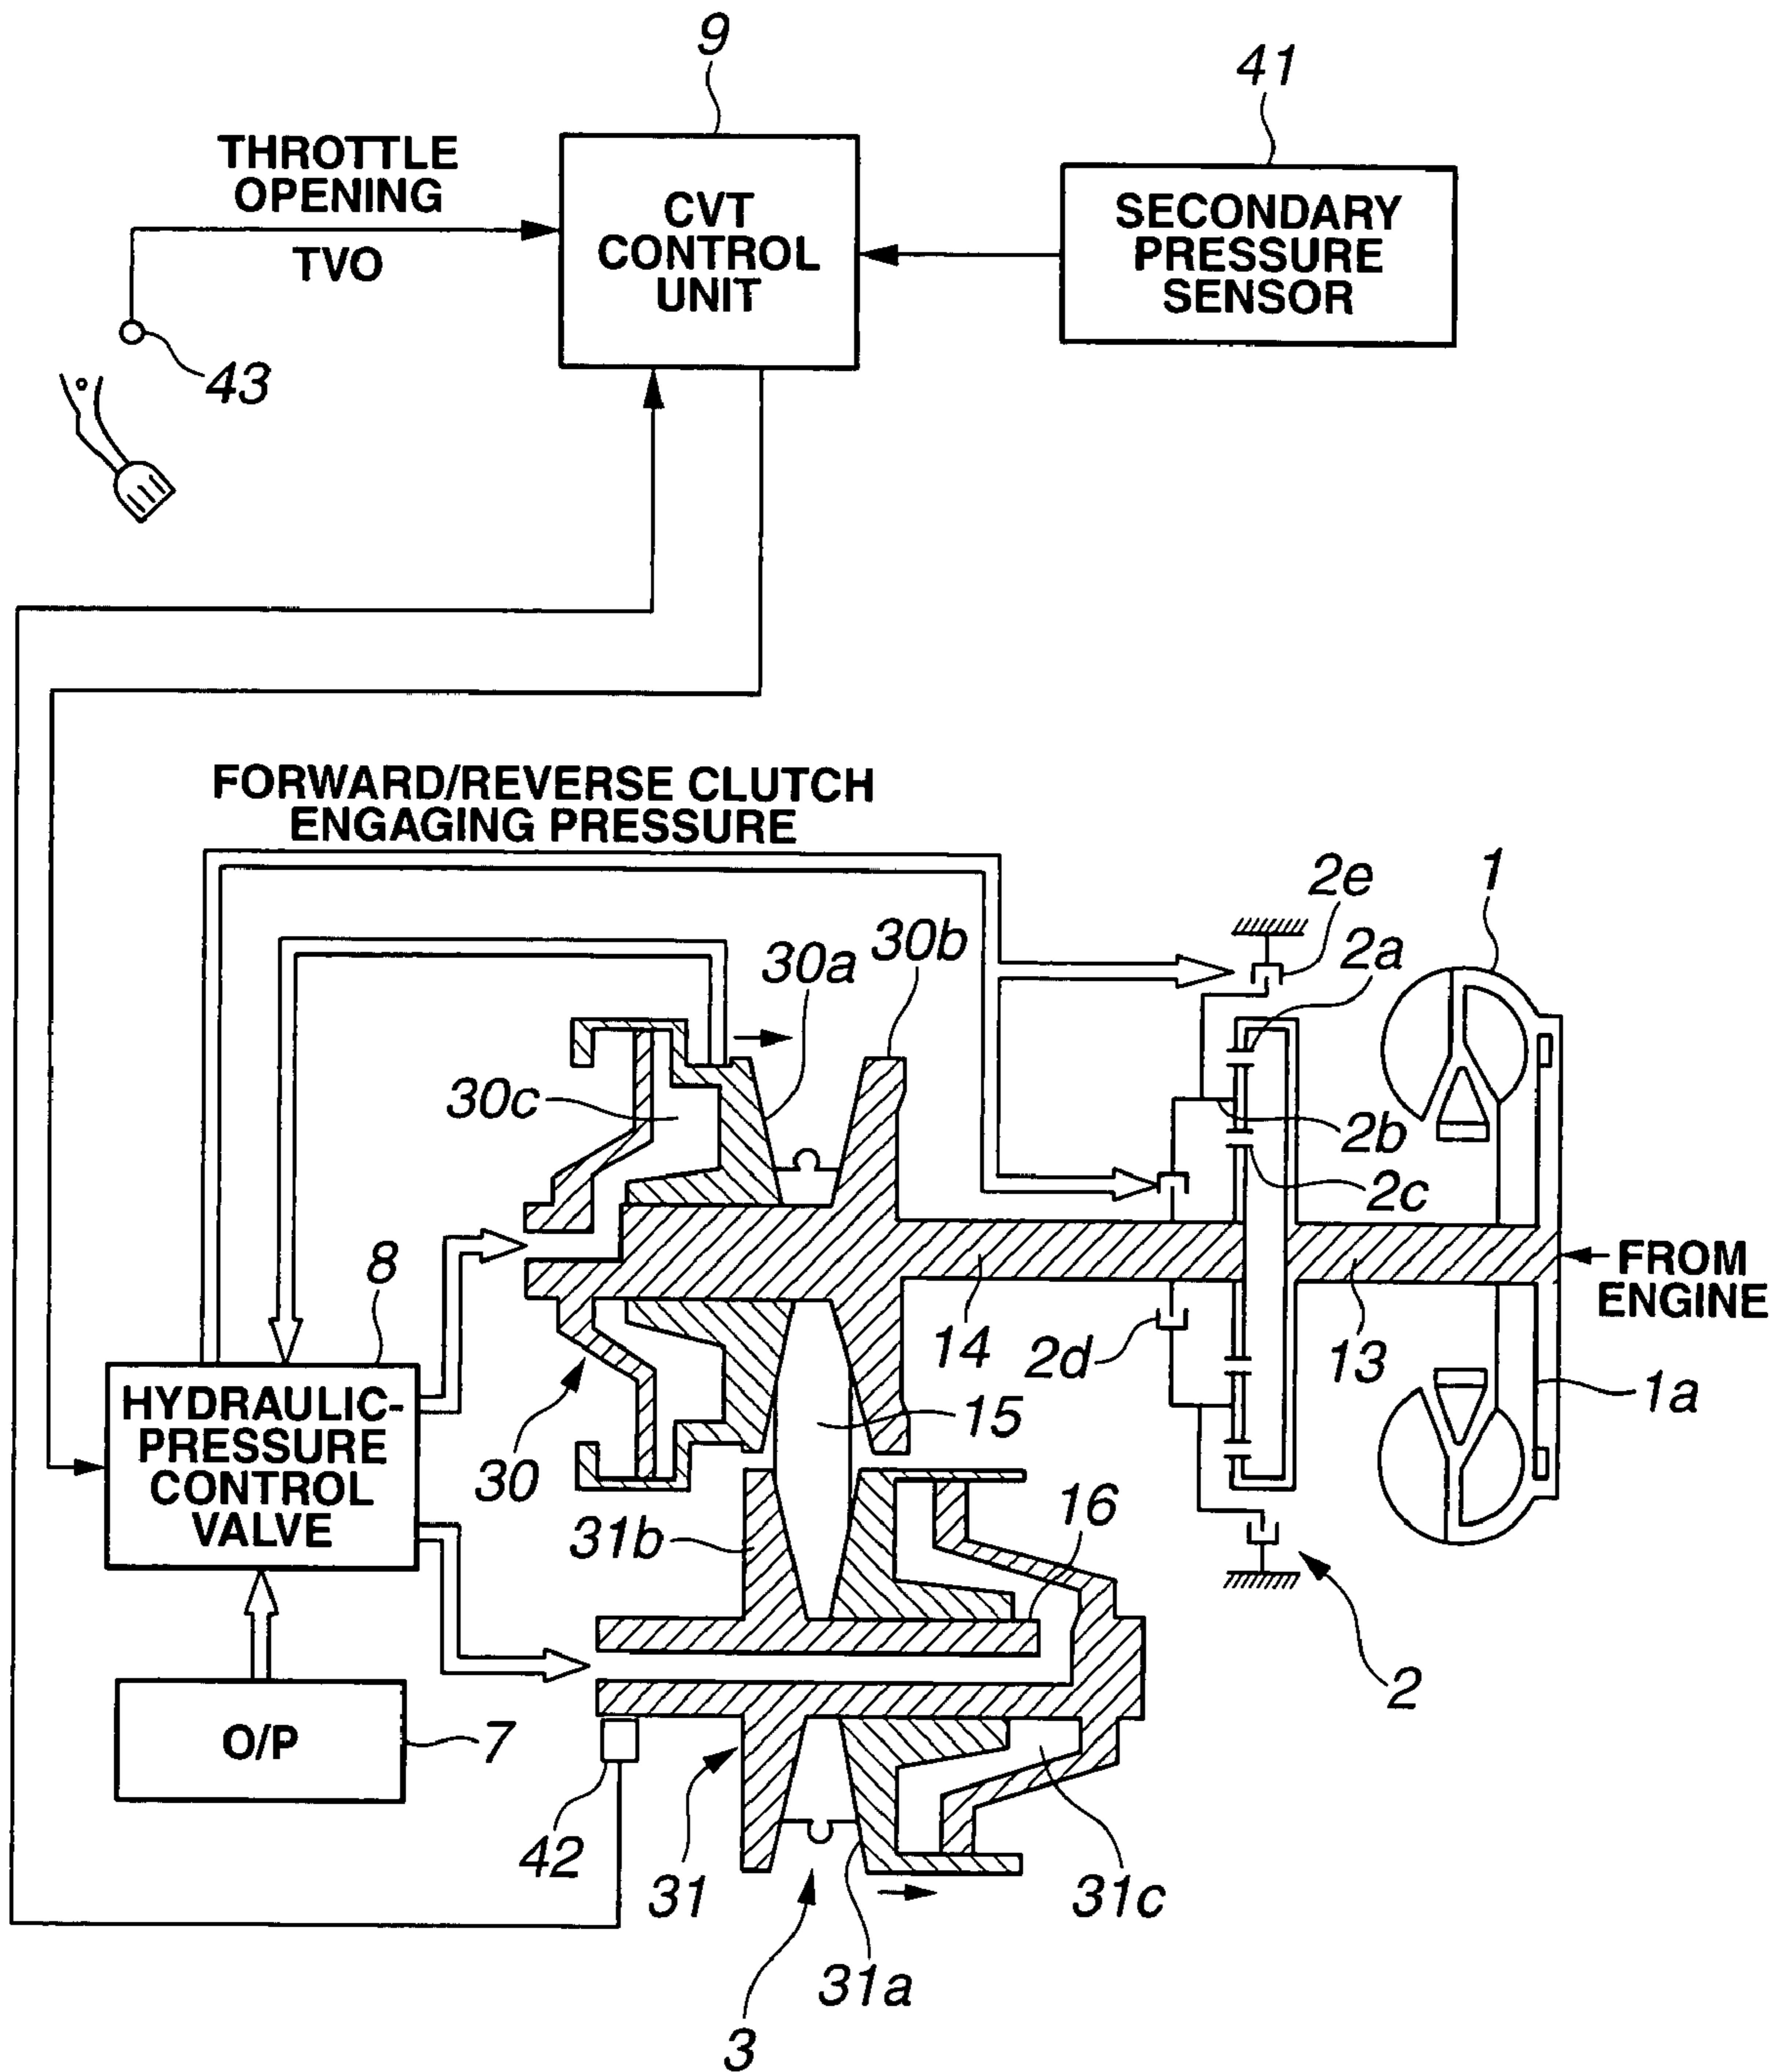 9
41
THROTTLE
OPENING
TVO
CVT
CONTROL
UNIT
SECONDARY
PRESSURE
SENSOR
43
FORWARD/REVERSE CLUTCH
ENGAGING PRESSURE
2e
1
30a
30b
2a
30c
2b
2c
8
FROM
ENGINE
14
2d
13
1a
HYDRAULIC-
PRESSURE
CONTROL
VALVE
15
30
16
31b
2
O/P
7
42
31
31c
31a
3